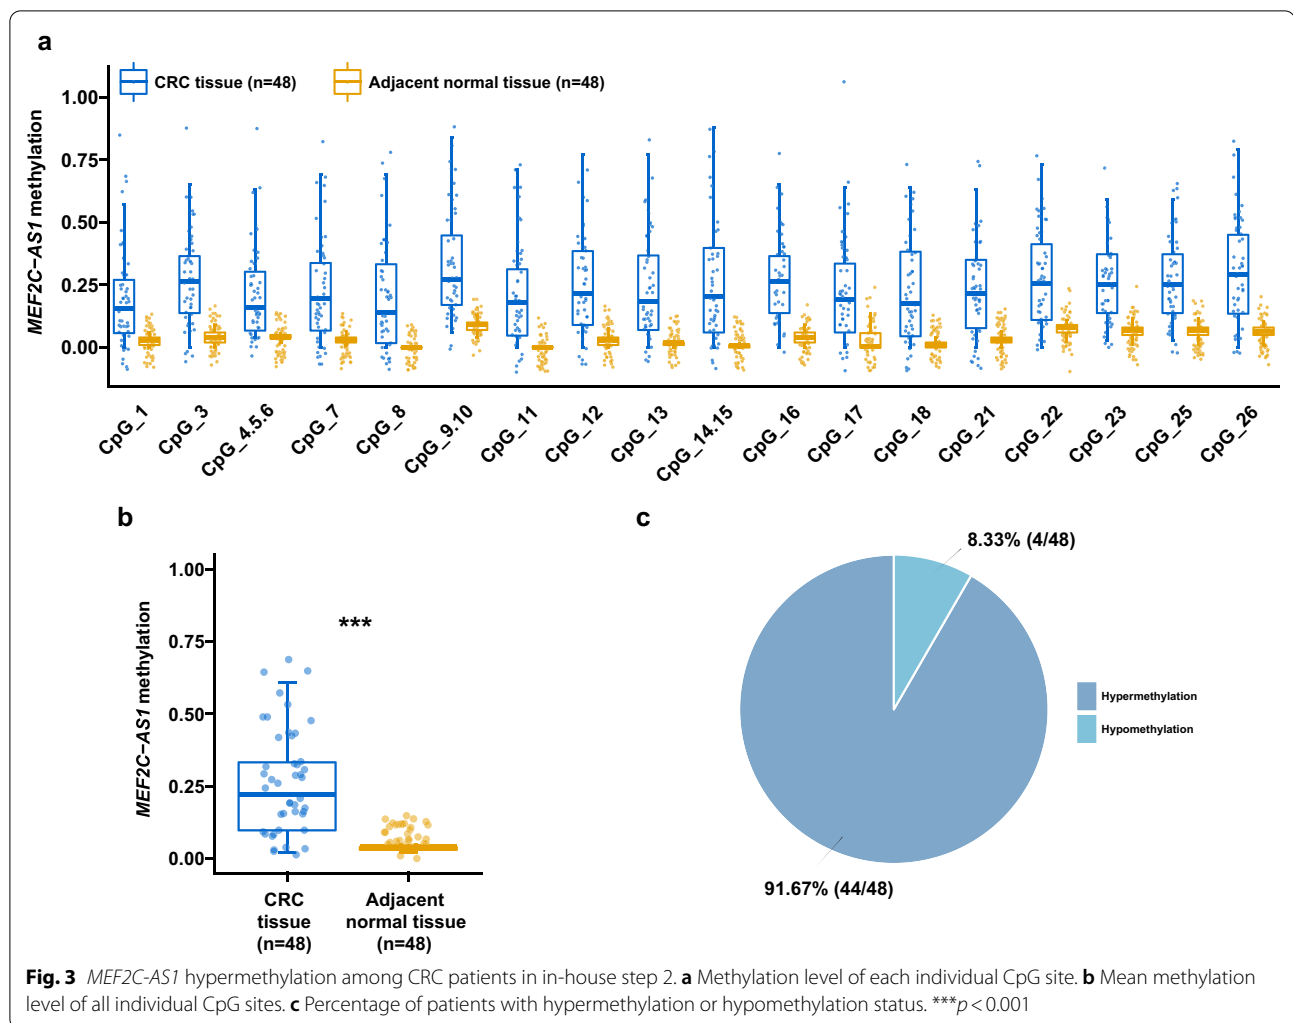 a
CRC tissue (n=48)
Adjacent normal tissue (n=48)
MEF2C−AS1 methylation
1.00
0.75
0.50
0.25
0.00
CpG_1
CpG_3
CpG_4.5.6
CpG_7
CpG_8
CpG_9.10
CpG_11
CpG_12
CpG_13
CpG_14.15
CpG_16
CpG_17
CpG_18
CpG_21
CpG_22
CpG_23
CpG_25
CpG_26
b
MEF2C−AS1 methylation
1.00
0.75
0.50
0.25
0.00
***
CRC
tissue
(n=48)
Adjacent
normal tissue
(n=48)
c
8.33% (4/48)
91.67% (44/48)
Hypermethylation
Hypomethylation
Fig. 3 MEF2C-AS1 hypermethylation among CRC patients in in-house step 2. a Methylation level of each individual CpG site. b Mean methylation
level of all individual CpG sites. c Percentage of patients with hypermethylation or hypomethylation status. ***p < 0.001